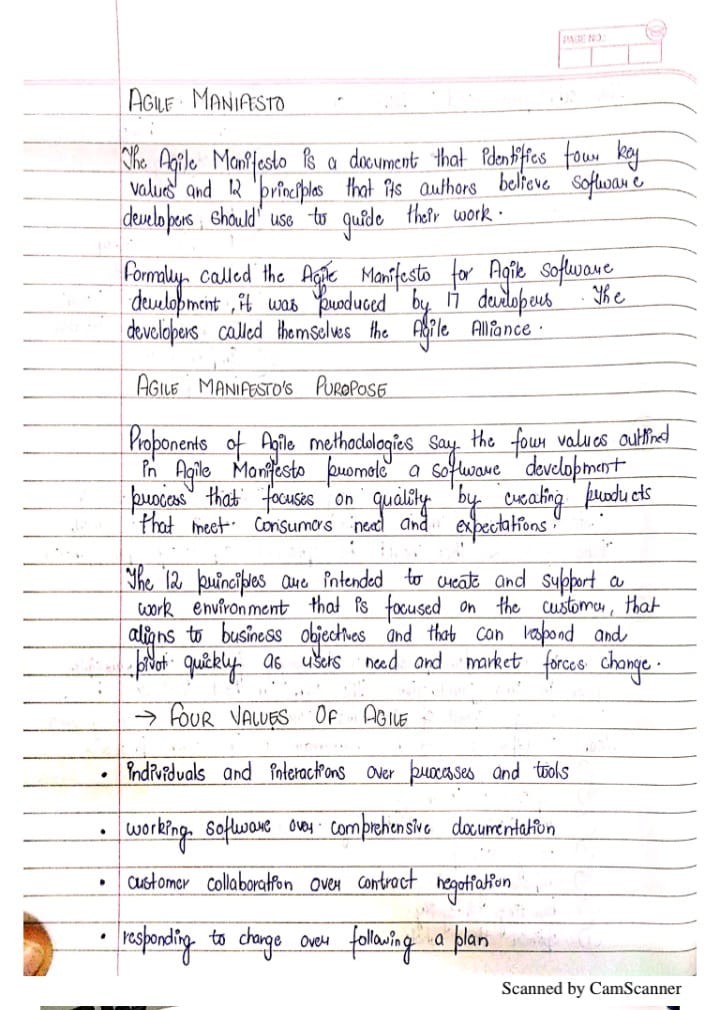 PAGE NO:
AGILE MANIFESTO
The Agile Manifesto is a document that identifies four key
values and 12 principles that its authors believe software
developers should use to guide their work.
Formally called the Agile Manifesto for Agile software
development, it was produced by 17 developers. The
developers called themselves the Agile Alliance.
AGILE MANIFESTO'S PUROPOSE
Proponents of Agile methodologies say the four values outlind
in Agile Manifesto promote a software development
process that focuses on quality by creating products
that meet consumors need and expectations.
The 12 principles are intended to create and support a
work environment that is focused on the customer, that
aligns to business objectives and that can respond and
pivot quickly as users need and market forces change.
→ FOUR VALUES OF AGILE
• individuals and interactions over processes and tools
• working software over comprehensive documentation
• customer collaboration over contract negotiation
• responding to change over following a plan
Scanned by CamScanner